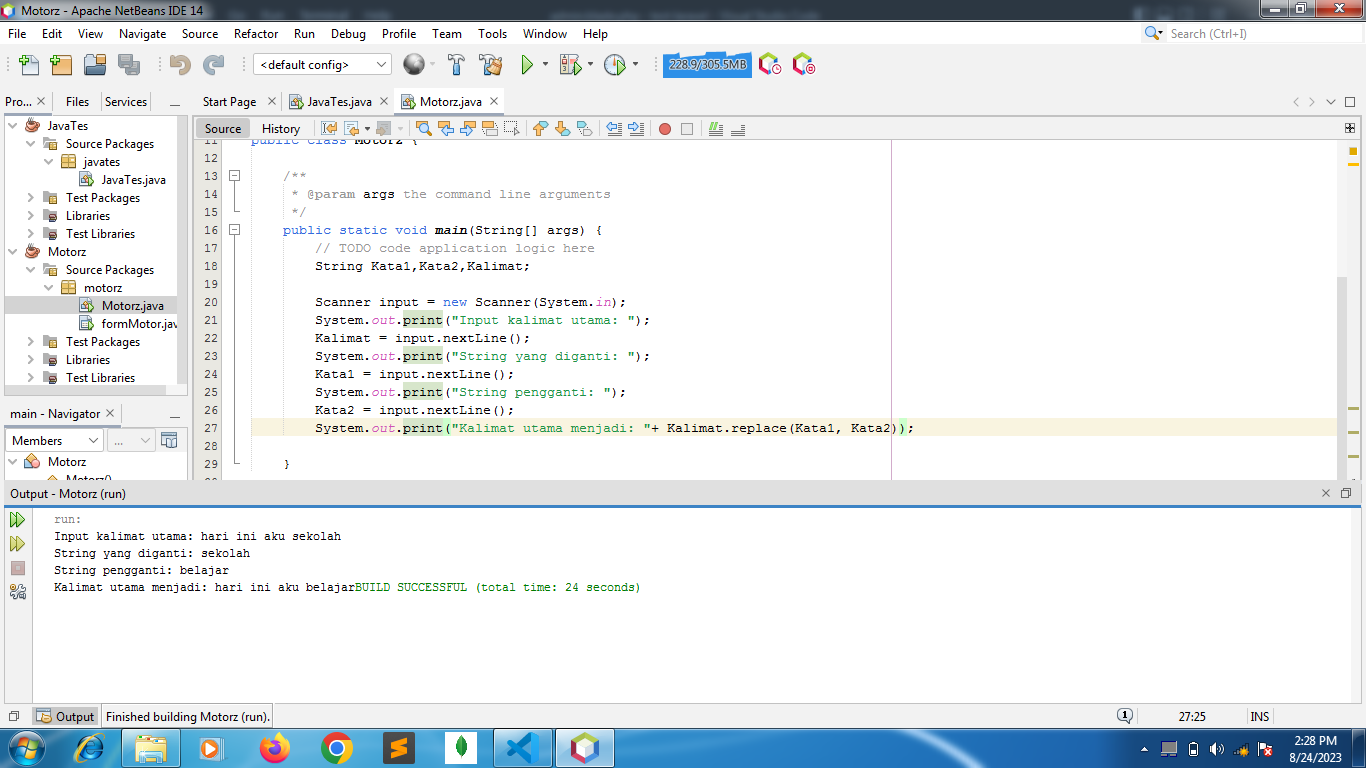 Motorz - Apache NetBeans IDE 14
File Edit View Navigate Source Refactor Run Debug Profile Team Tools Window Help
Search (Ctrl+I)
<default config>
228.9/305.5MB
Pro... Files Services
Start Page JavaTes.java Motorz.java
Source History
JavaTes
Source Packages
javates
JavaTes.java
Test Packages
Libraries
Test Libraries
Motorz
Source Packages
motorz
Motorz.java
formMotor.jav
Test Packages
Libraries
Test Libraries
main - Navigator
Members ...
Motorz
Motorz()
11 public class Motorz {
12
13 /**
14 * @param args the command line arguments
15 */
16 public static void main(String[] args) {
17 // TODO code application logic here
18 String Kata1,Kata2,Kalimat;
19
20 Scanner input = new Scanner(System.in);
21 System.out.print("Input kalimat utama: ");
22 Kalimat = input.nextLine();
23 System.out.print("String yang diganti: ");
24 Kata1 = input.nextLine();
25 System.out.print("String pengganti: ");
26 Kata2 = input.nextLine();
27 System.out.print("Kalimat utama menjadi: "+ Kalimat.replace(Kata1, Kata2));
28
29 }
Output - Motorz (run)
run:
Input kalimat utama: hari ini aku sekolah
String yang diganti: sekolah
String pengganti: belajar
Kalimat utama menjadi: hari ini aku belajarBUILD SUCCESSFUL (total time: 24 seconds)
Output
Finished building Motorz (run).
1
27:25
INS
2:28 PM
8/24/2023